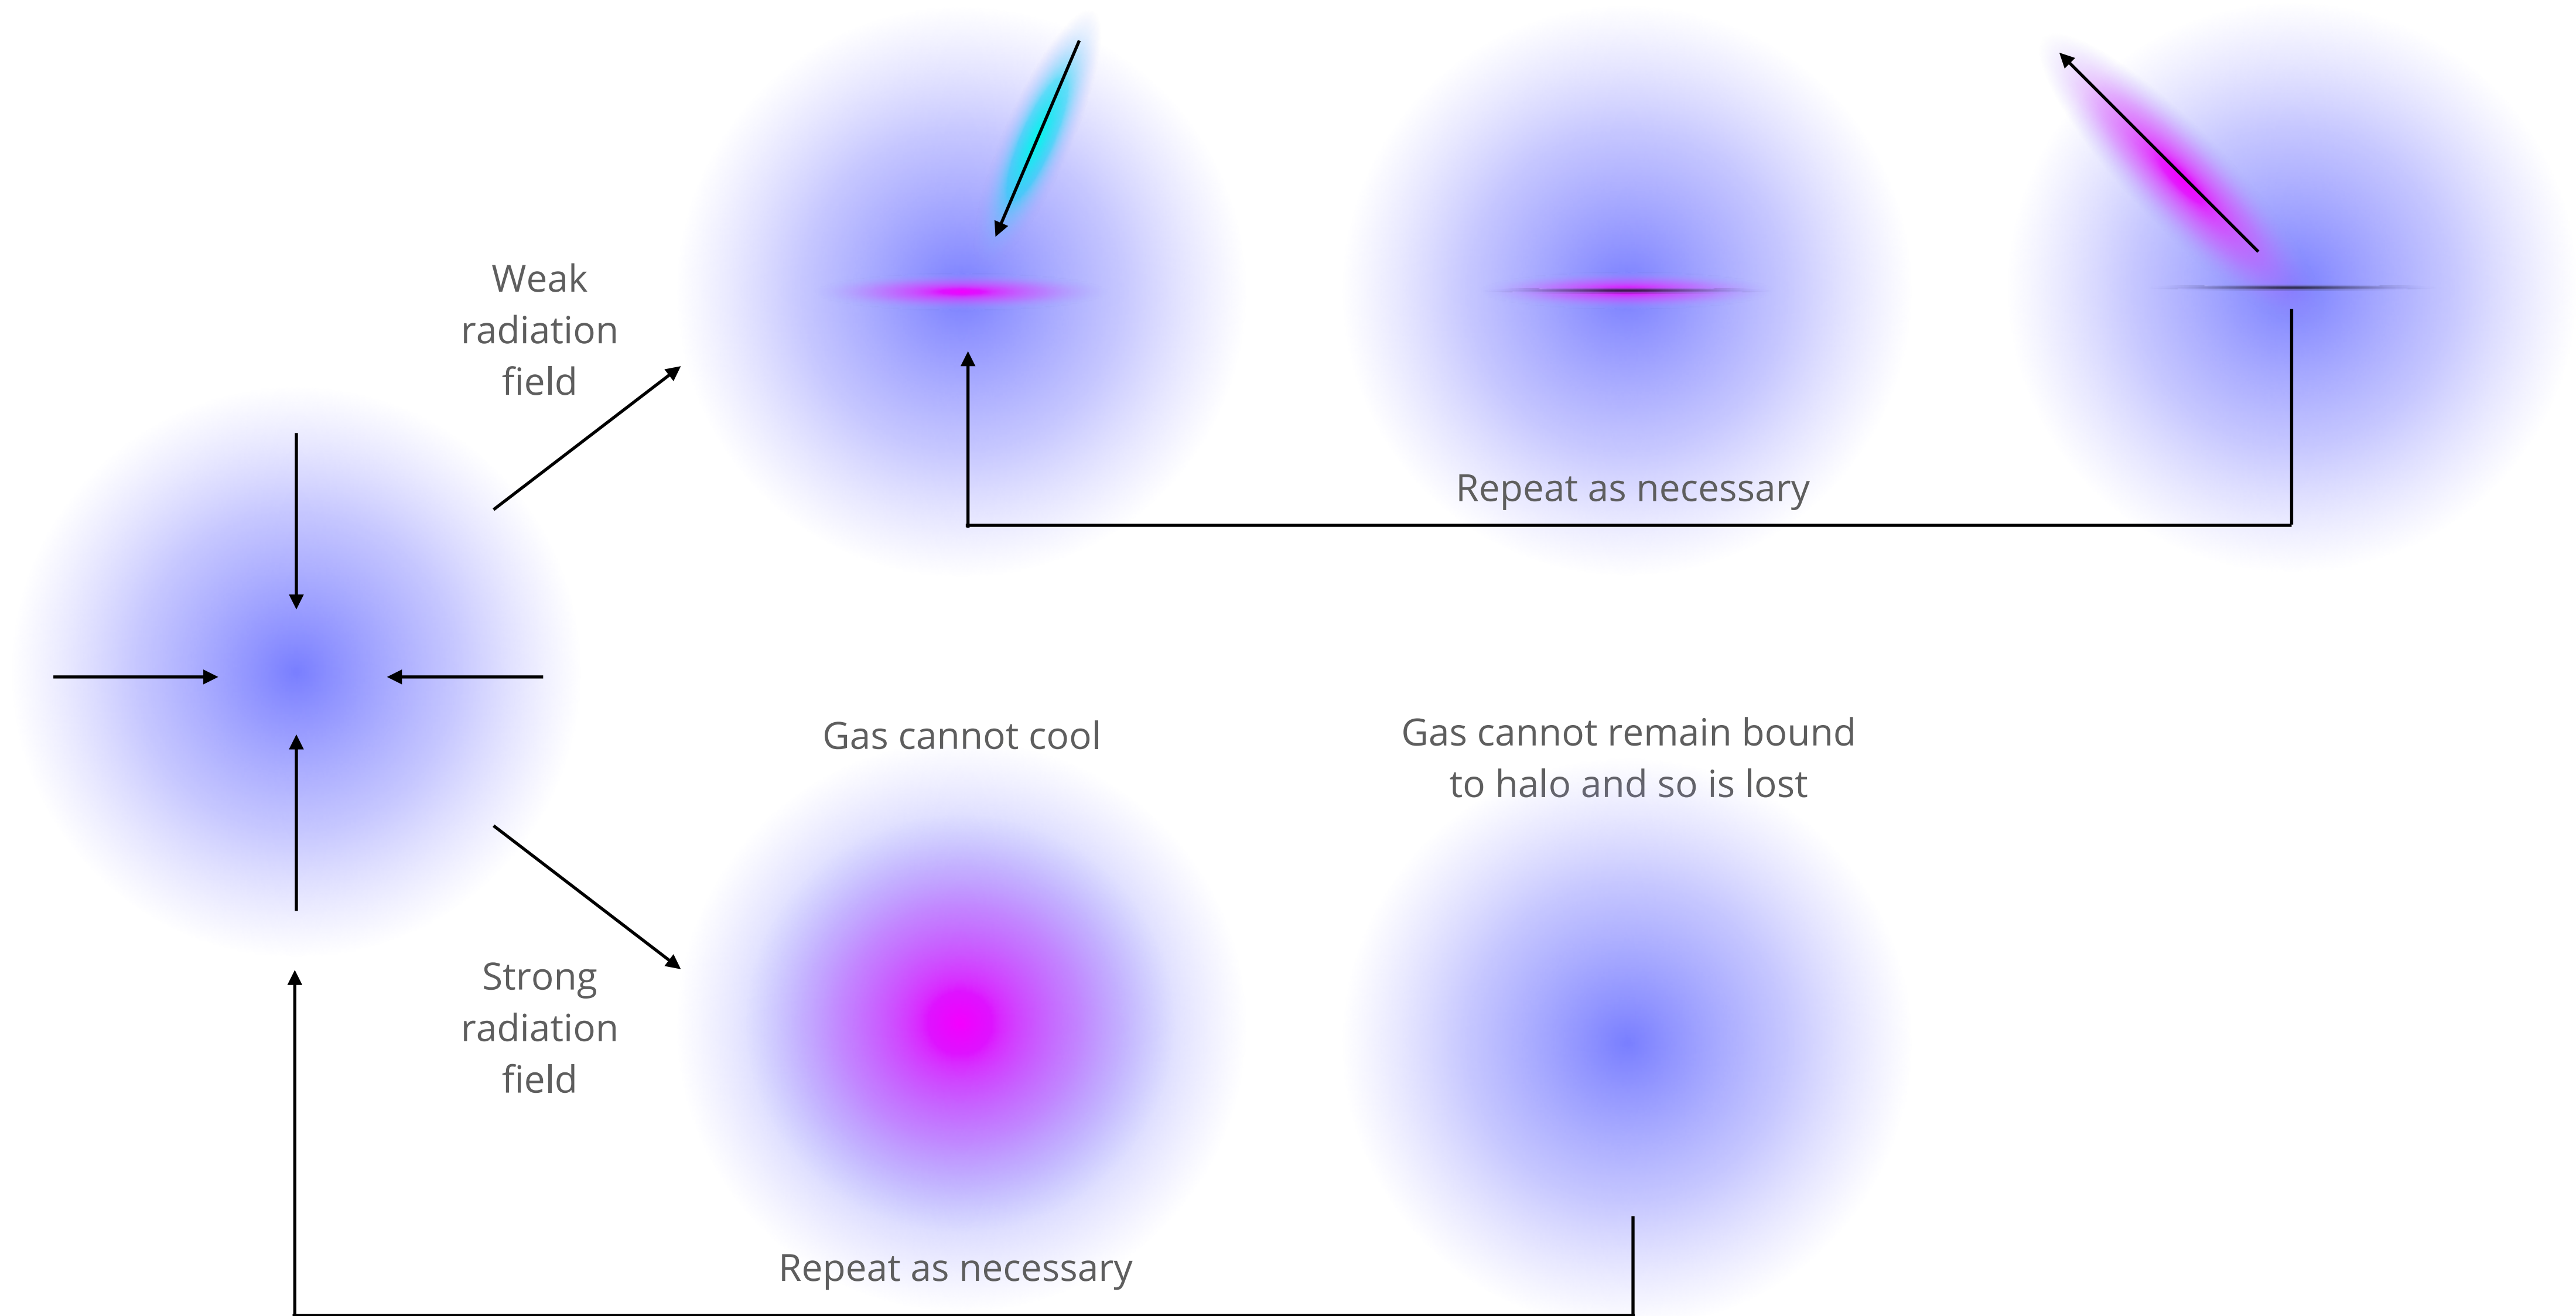 Weak
radiation
field
Repeat as necessary
Gas cannot cool
Gas cannot remain bound
to halo and so is lost
Strong
radiation
field
Repeat as necessary